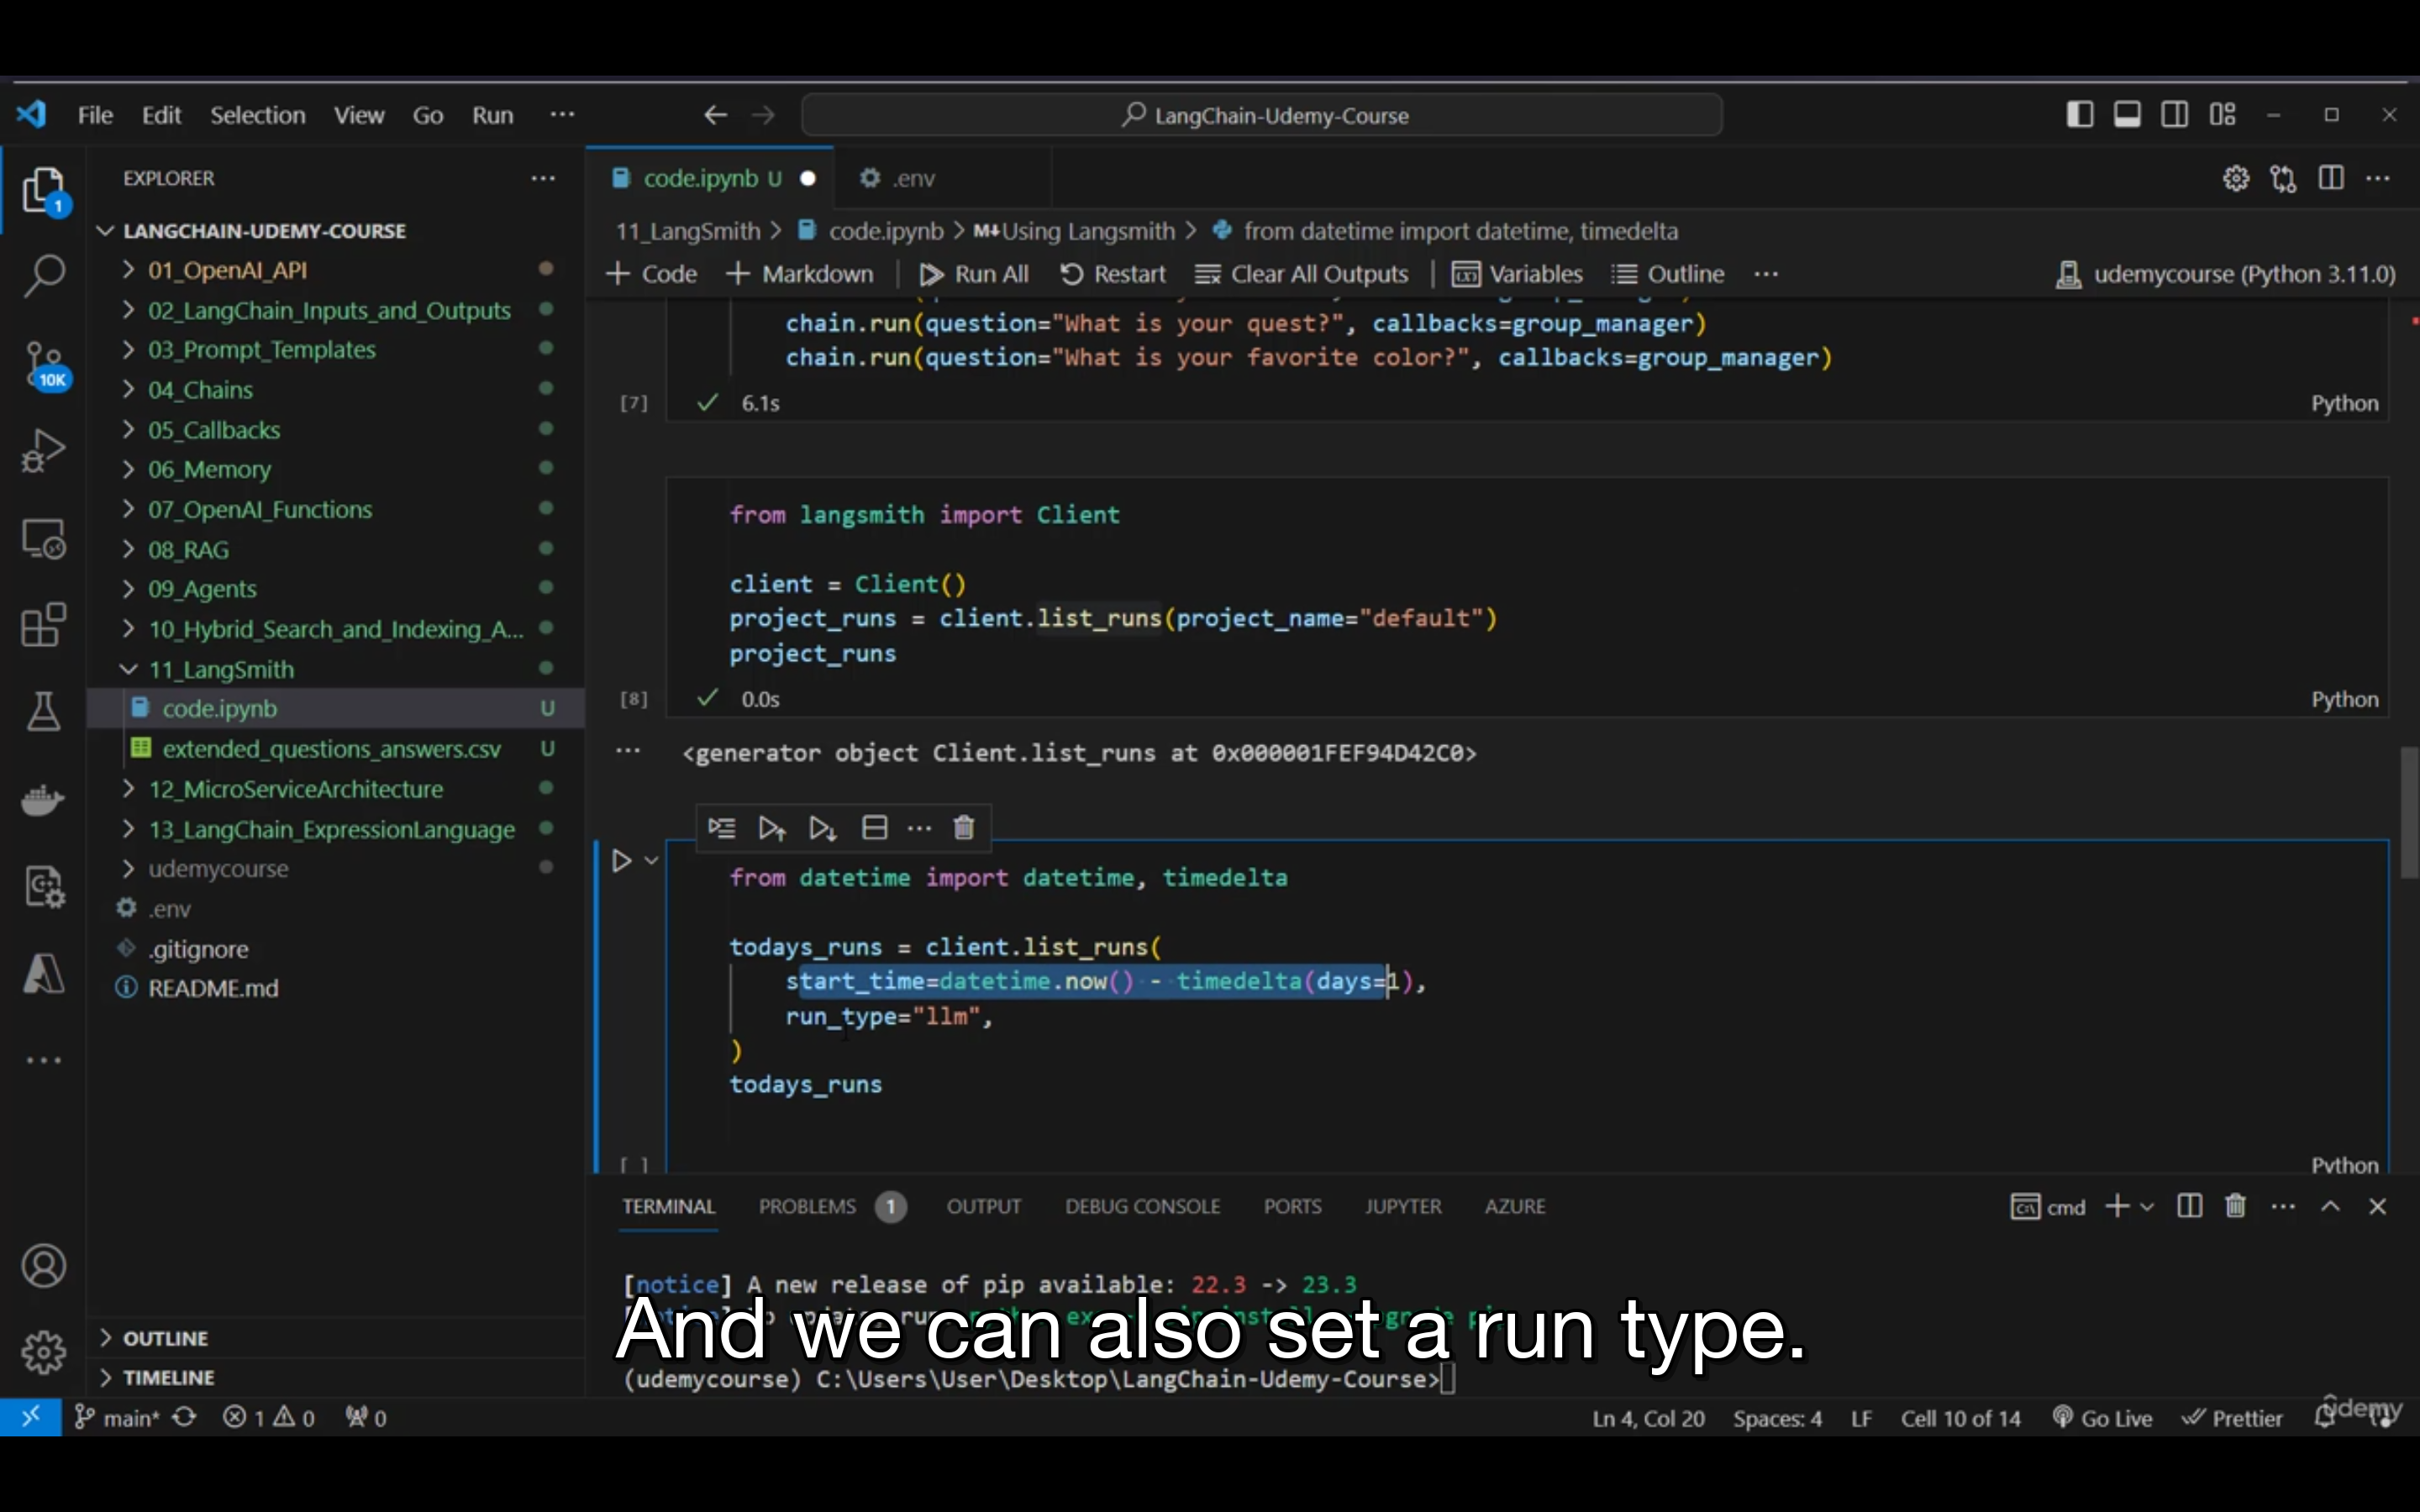 File Edit Selection View Go Run ...
LangChain-Udemy-Course
EXPLORER
LANGCHAIN-UDEMY-COURSE
01_OpenAI_API
02_LangChain_Inputs_and_Outputs
03_Prompt_Templates
04_Chains
05_Callbacks
06_Memory
07_OpenAI_Functions
08_RAG
09_Agents
10_Hybrid_Search_and_Indexing_A...
11_LangSmith
code.ipynb U
extended_questions_answers.csv U
12_MicroServiceArchitecture
13_LangChain_ExpressionLanguage
udemycourse
.env
.gitignore
README.md
OUTLINE
TIMELINE
1
10K
code.ipynb U
.env
11_LangSmith > code.ipynb > M↓Using Langsmith > from datetime import datetime, timedelta
+ Code + Markdown | Run All Restart Clear All Outputs | Variables Outline ...
udemycourse (Python 3.11.0)
chain.run(question="What is your quest?", callbacks=group_manager)
chain.run(question="What is your favorite color?", callbacks=group_manager)
[7] ✓ 6.1s Python
from langsmith import Client
client = Client()
project_runs = client.list_runs(project_name="default")
project_runs
[8] ✓ 0.0s Python
... <generator object Client.list_runs at 0x000001FEF94D42C0>
from datetime import datetime, timedelta
todays_runs = client.list_runs(
start_time=datetime.now() - timedelta(days=1),
run_type="llm",
)
todays_runs
[ ] Python
TERMINAL PROBLEMS 1 OUTPUT DEBUG CONSOLE PORTS JUPYTER AZURE
cmd
[notice] A new release of pip available: 22.3 -> 23.3
And we can also set a run type.
(udemycourse) C:\Users\User\Desktop\LangChain-Udemy-Course>
main* 1 0 0
Ln 4, Col 20 Spaces: 4 LF Cell 10 of 14 Go Live Prettier
udemy